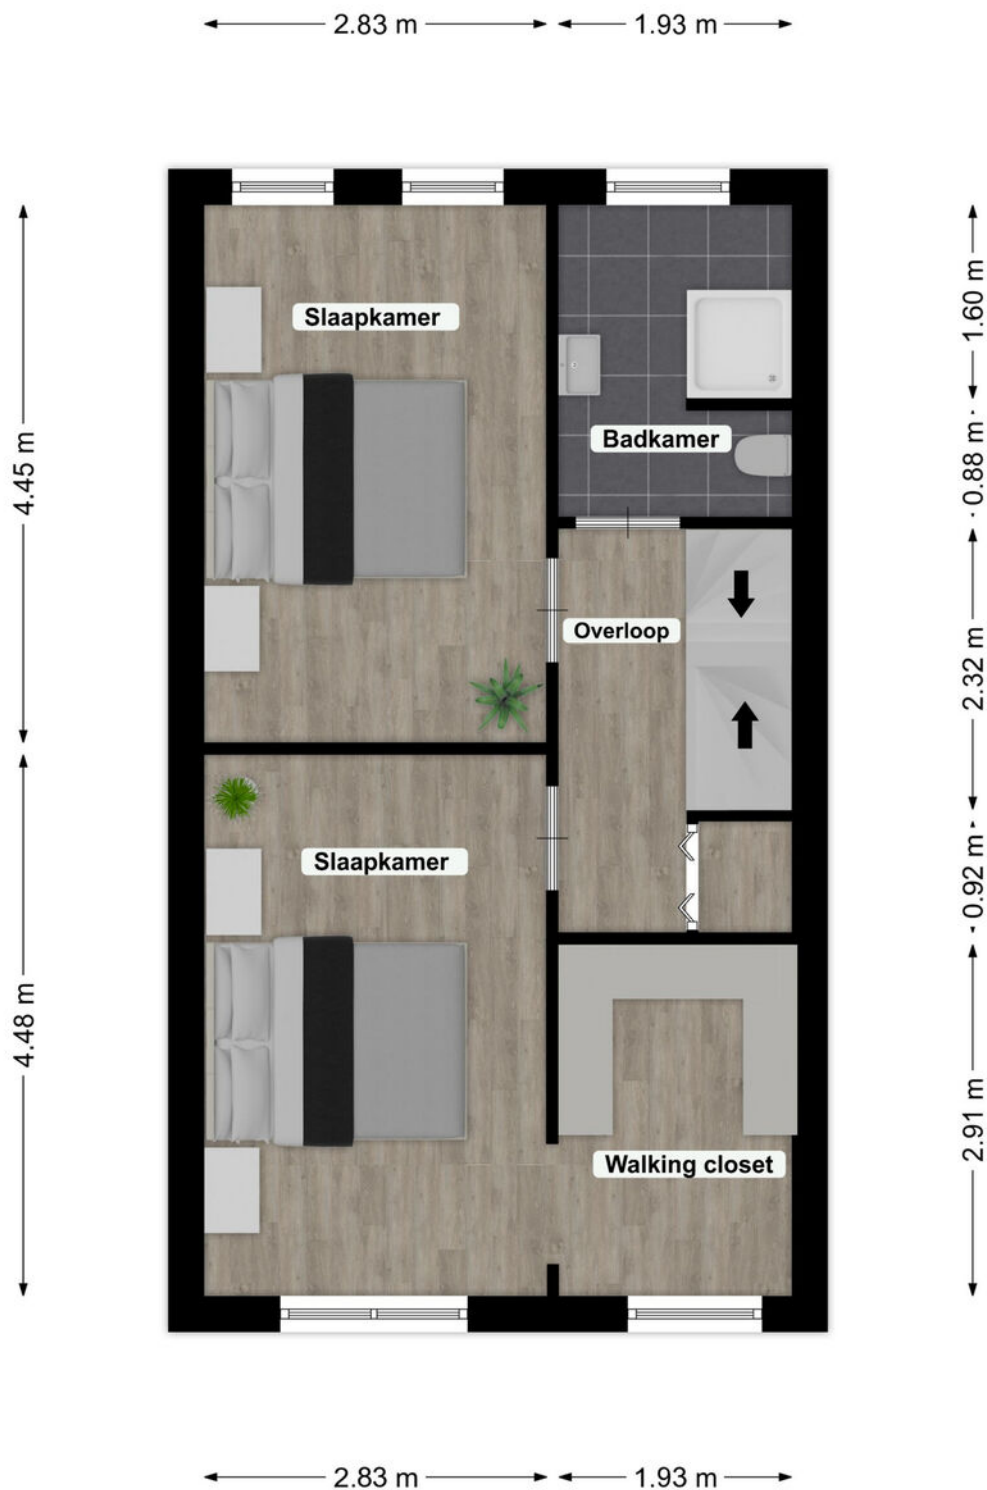 2.83 m
1.93 m
4.45 m
1.60 m
Slaapkamer
Badkamer
0.88 m
Overloop
2.32 m
Slaapkamer
0.92 m
4.48 m
Walking closet
2.91 m
2.83 m
1.93 m